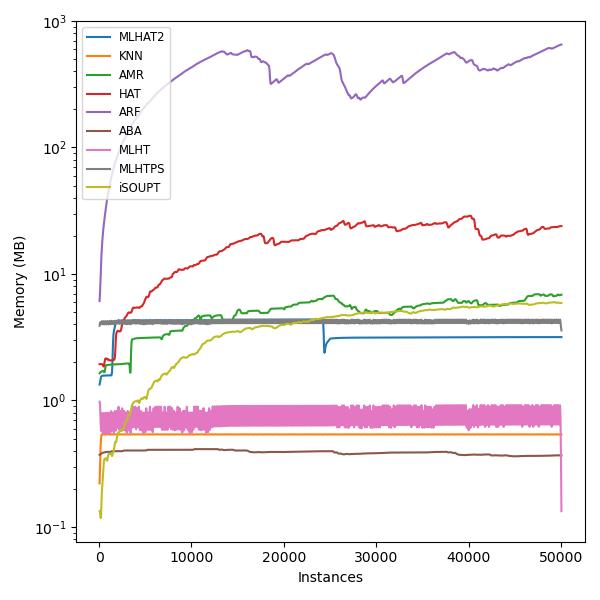 10³
10²
10¹
10⁰
10⁻¹
Memory (MB)
MLHAT2
KNN
AMR
HAT
ARF
ABA
MLHT
MLHTPS
iSOUPT
0 10000 20000 30000 40000 50000
Instances